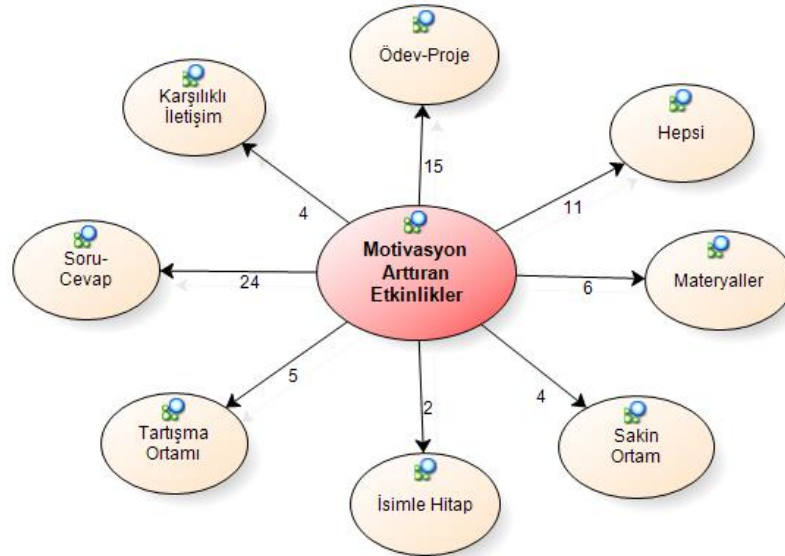 Ödev-Proje
Karşılıklı
İletişim
Hepsi
15
4
11
Motivasyon
Arttıran
Etkinlikler
Soru-
Cevap
24
6
Materyaller
5
2
4
Tartışma
Ortamı
İsimle Hitap
Sakin
Ortam